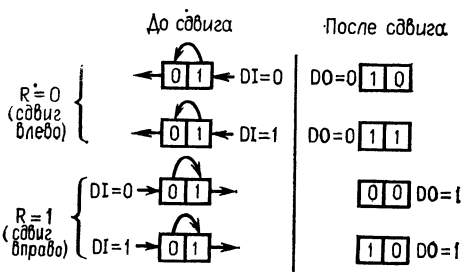 До сдвига После сдвига
R=0 (сдвиг влево)
0 1 DI=0 DO=0 1 0
0 1 DI=1 DO=0 1 1
R=1 (сдвиг вправо)
DI=0 0 1 0 0 DO=1
DI=1 0 1 1 0 DO=1